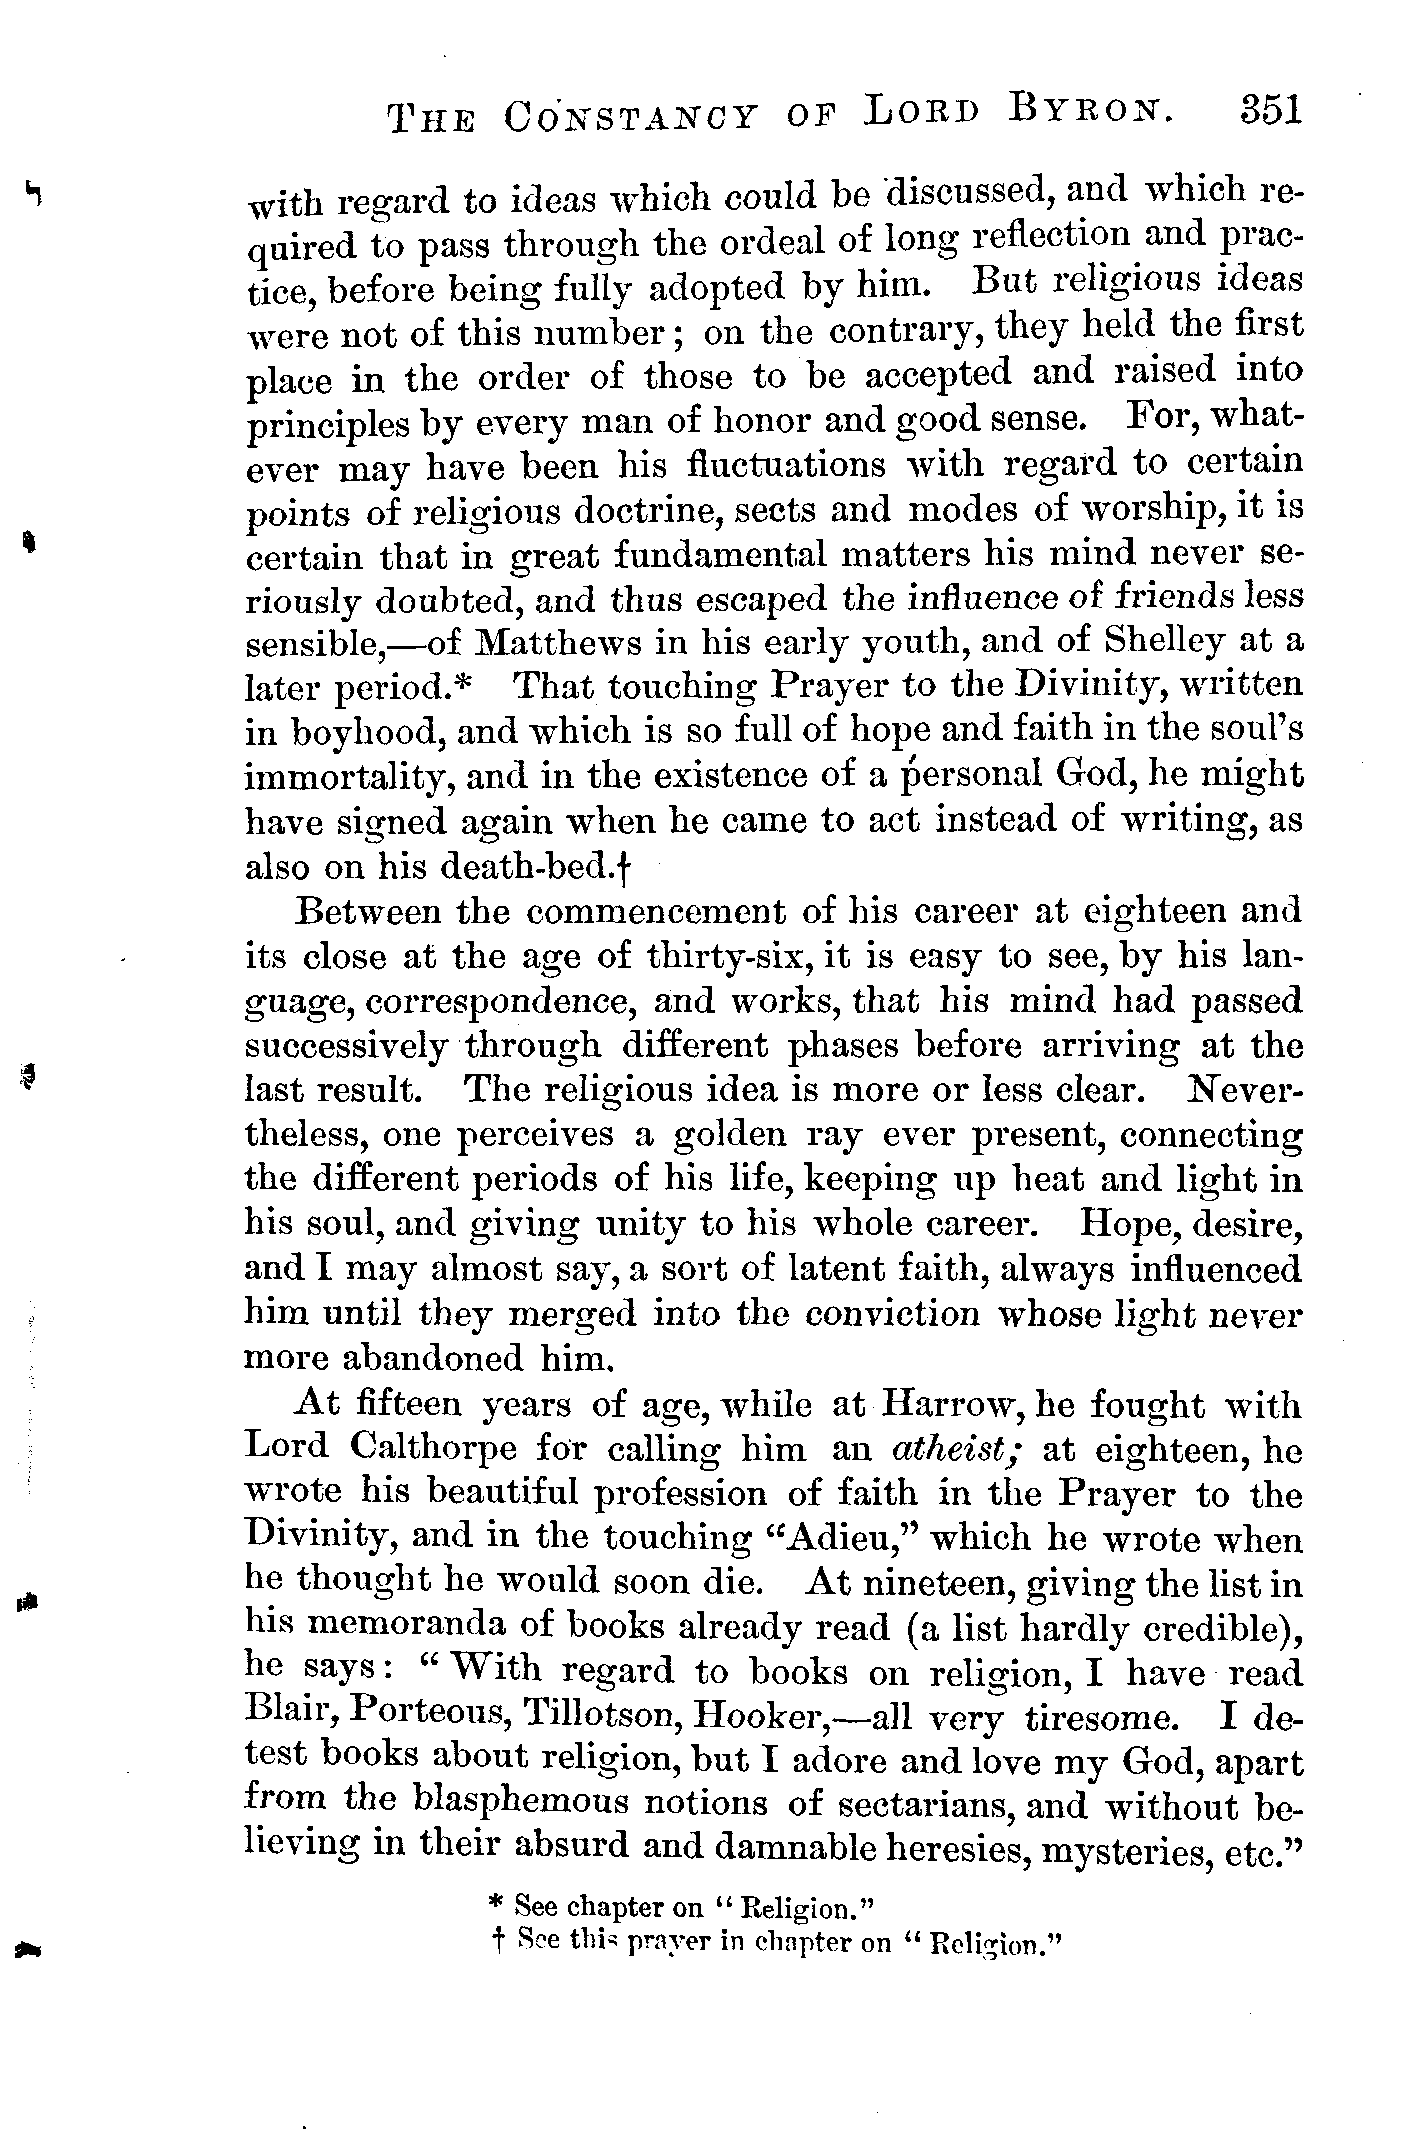 THE CONSTANCY OF LORD BYRON. 351
with regard to ideas which could be discussed, and which re-
quired to pass through the ordeal of long reflection and prac-
tice, before being fully adopted by him. But religious ideas
were not of this number; on the contrary, they held the first
place in the order of those to be accepted and raised into
principles by every man of honor and good sense. For, what-
ever may have been his fluctuations with regard to certain
points of religious doctrine, sects and modes of worship, it is
certain that in great fundamental matters his mind never se-
riously doubted, and thus escaped the influence of friends less
sensible,—of Matthews in his early youth, and of Shelley at a
later period.* That touching Prayer to the Divinity, written
in boyhood, and which is so full of hope and faith in the soul's
immortality, and in the existence of a personal God, he might
have signed again when he came to act instead of writing, as
also on his death-bed.†
Between the commencement of his career at eighteen and
its close at the age of thirty-six, it is easy to see, by his lan-
guage, correspondence, and works, that his mind had passed
successively through different phases before arriving at the
last result. The religious idea is more or less clear. Never-
theless, one perceives a golden ray ever present, connecting
the different periods of his life, keeping up heat and light in
his soul, and giving unity to his whole career. Hope, desire,
and I may almost say, a sort of latent faith, always influenced
him until they merged into the conviction whose light never
more abandoned him.
At fifteen years of age, while at Harrow, he fought with
Lord Calthorpe for calling him an atheist; at eighteen, he
wrote his beautiful profession of faith in the Prayer to the
Divinity, and in the touching "Adieu," which he wrote when
he thought he would soon die. At nineteen, giving the list in
his memoranda of books already read (a list hardly credible),
he says: "With regard to books on religion, I have read
Blair, Porteous, Tillotson, Hooker,—all very tiresome. I de-
test books about religion, but I adore and love my God, apart
from the blasphemous notions of sectarians, and without be-
lieving in their absurd and damnable heresies, mysteries, etc."
* See chapter on "Religion."
† See this prayer in chapter on "Religion."